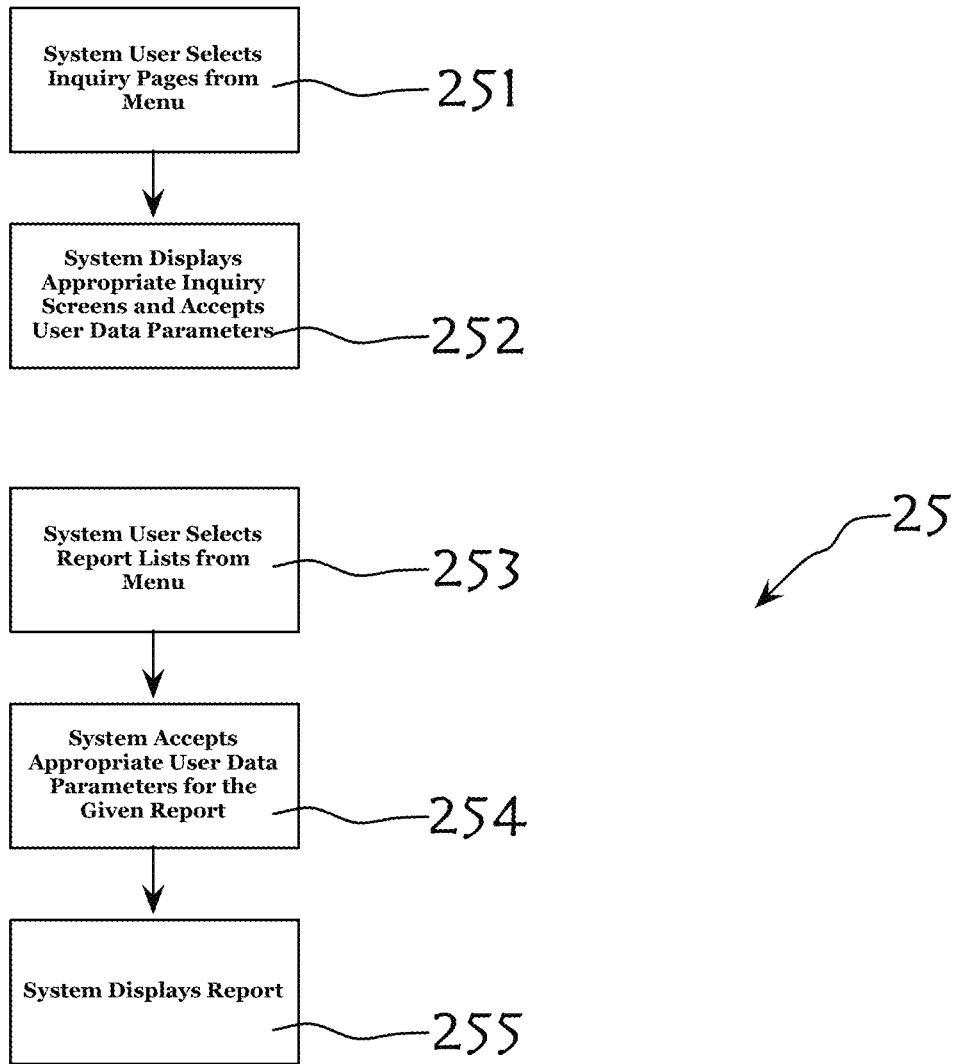 System User Selects
Inquiry Pages from
Menu
251
System Displays
Appropriate Inquiry
Screens and Accepts
User Data Parameters
252
System User Selects
Report Lists from
Menu
253
25
System Accepts
Appropriate User Data
Parameters for the
Given Report
254
System Displays Report
255